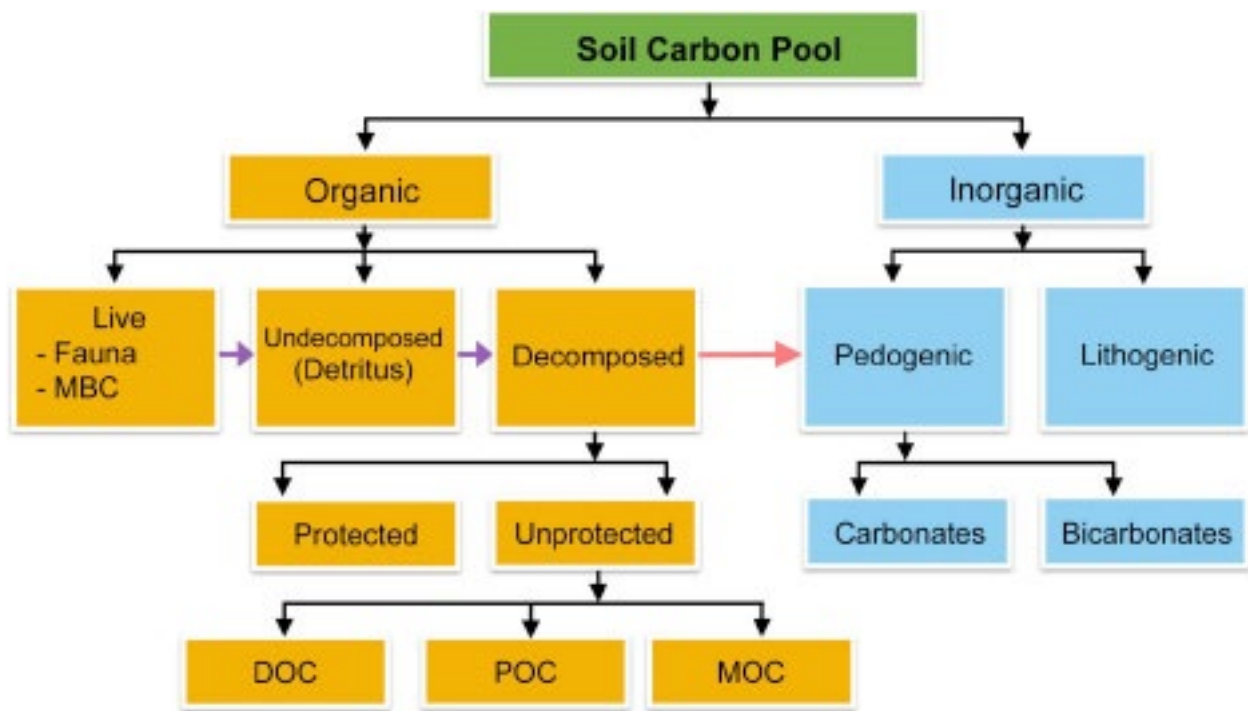 Soil Carbon Pool
Organic
Inorganic
Live
- Fauna
- MBC
Undecomposed
(Detritus)
Decomposed
Pedogenic
Lithogenic
Protected
Unprotected
Carbonates
Bicarbonates
DOC
POC
MOC